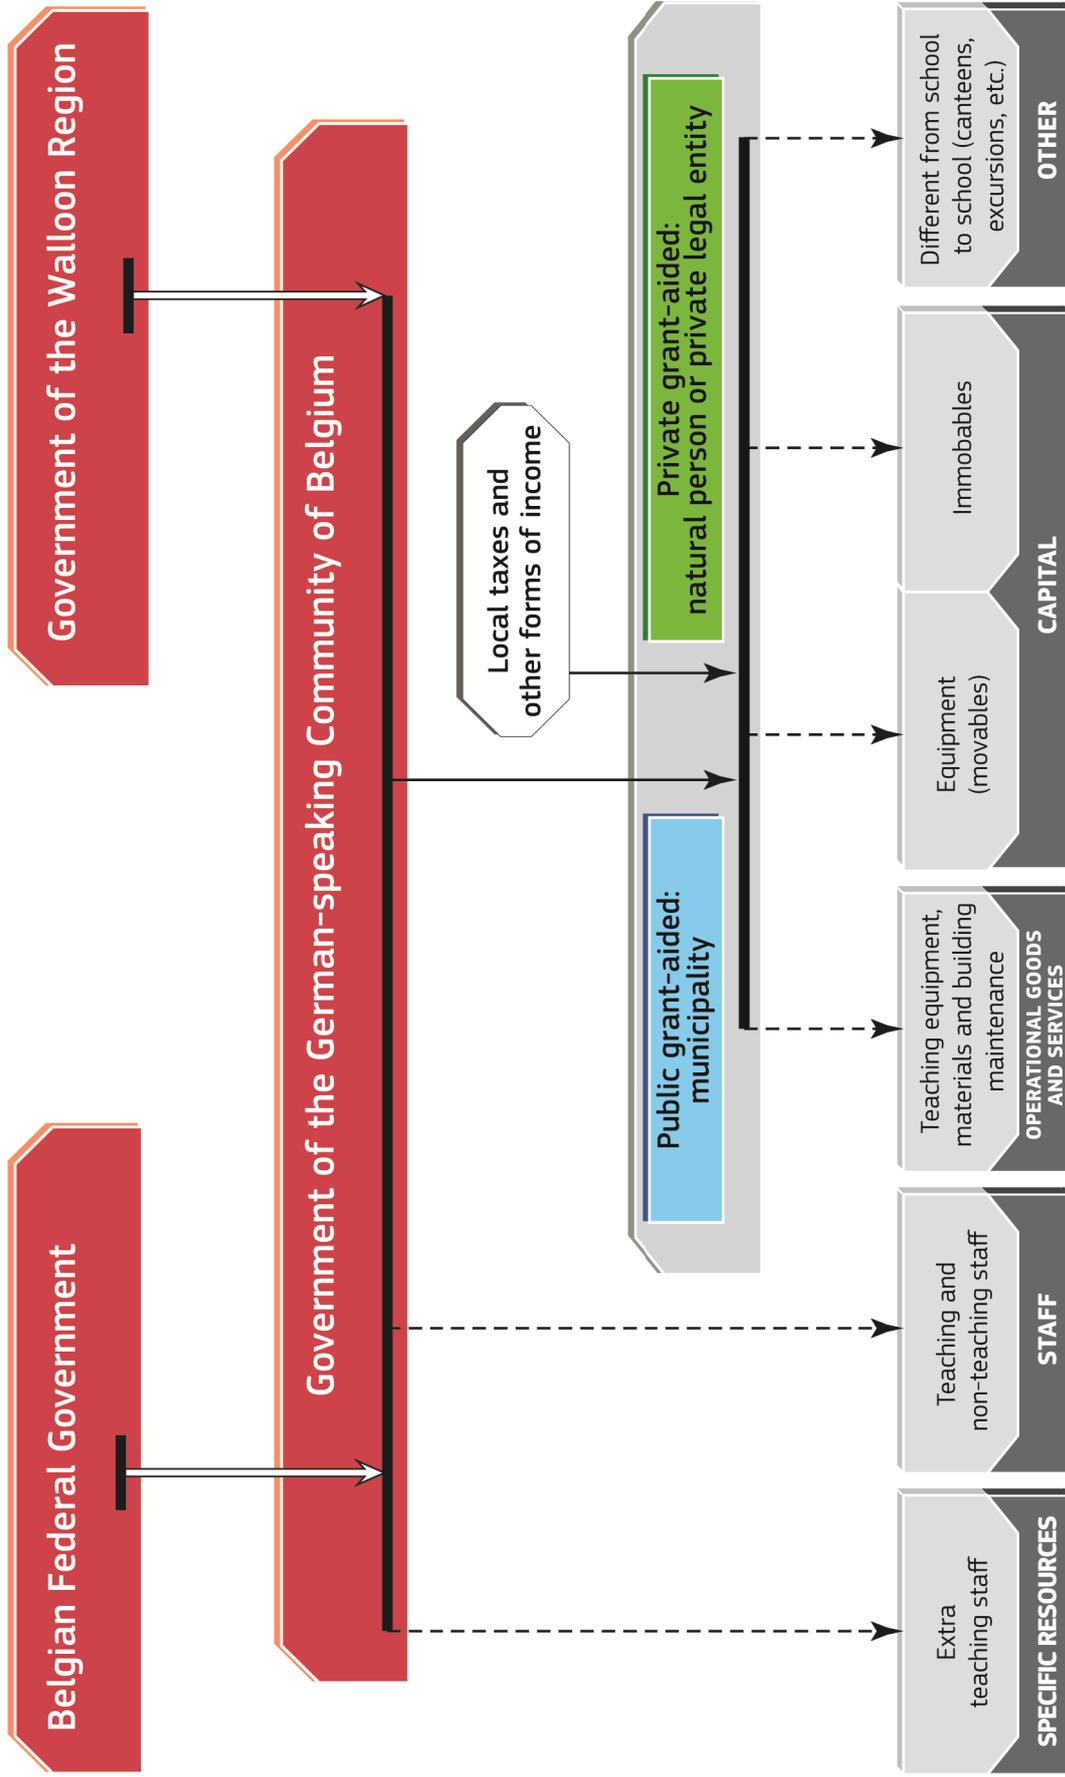 Belgian Federal Government
Government of the Walloon Region
Government of the German-speaking Community of Belgium
Local taxes and
other forms of income
Public grant-aided:
municipality
Private grant-aided:
natural person or private legal entity
Extra
teaching staff
Teaching and
non-teaching staff
Teaching equipment,
materials and building
maintenance
Equipment
(movables)
Immobables
Different from school
to school (canteens,
excursions, etc.)
SPECIFIC RESOURCES
STAFF
OPERATIONAL GOODS
AND SERVICES
CAPITAL
OTHER